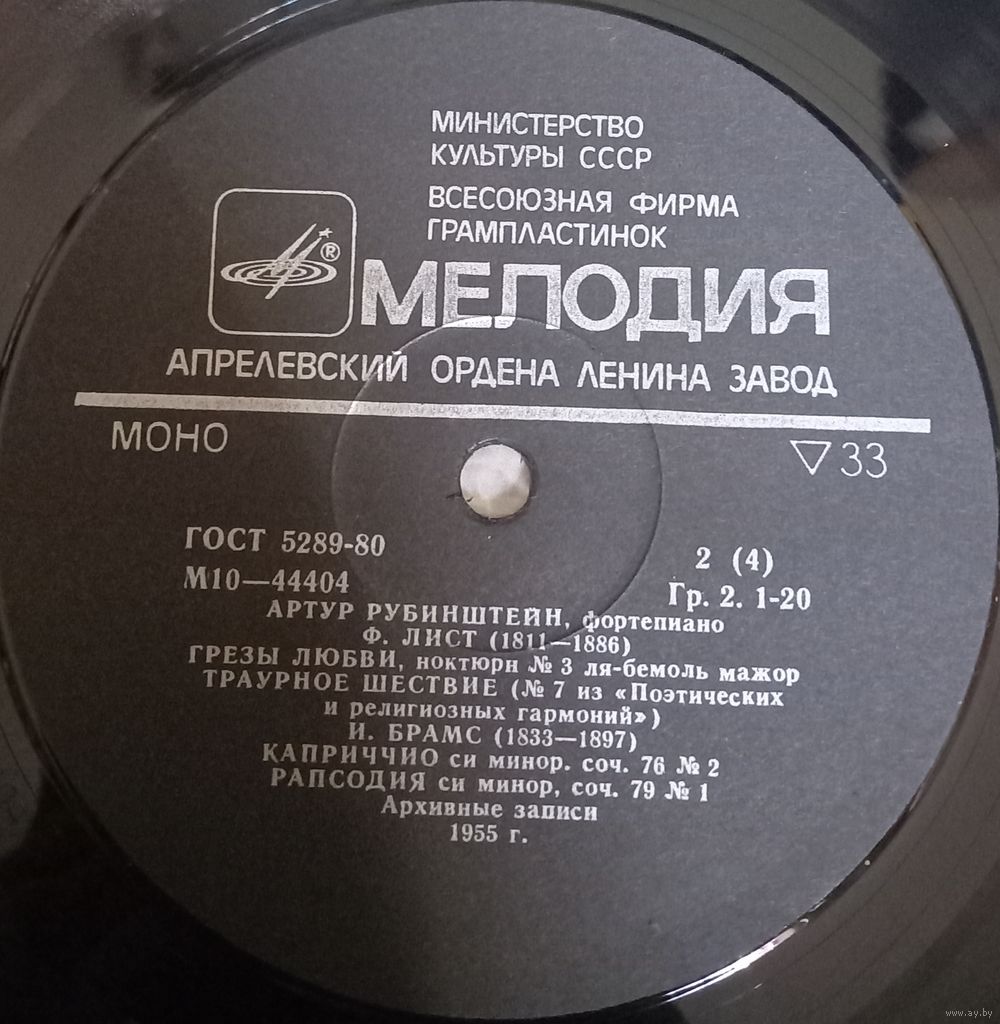 МИНИСТЕРСТВО
КУЛЬТУРЫ СССР
ВСЕСОЮЗНАЯ ФИРМА
ГРАМПЛАСТИНОК
®
МЕЛОДИЯ
АПРЕЛЕВСКИЙ ОРДЕНА ЛЕНИНА ЗАВОД
МОНО
▽33
ГОСТ 5289-80
2 (4)
М10—44404
Гр. 2. 1-20
АРТУР РУБИНШТЕЙН, фортепиано
Ф. ЛИСТ (1811—1886)
ГРЕЗЫ ЛЮБВИ, ноктюрн № 3 ля-бемоль мажор
ТРАУРНОЕ ШЕСТВИЕ (№ 7 из «Поэтических
и религиозных гармоний»)
И. БРАМС (1833—1897)
КАПРИЧЧИО си минор. соч. 76 № 2
РАПСОДИЯ си минор, соч. 79 № 1
Архивные записи
1955 г.
www.ay.by